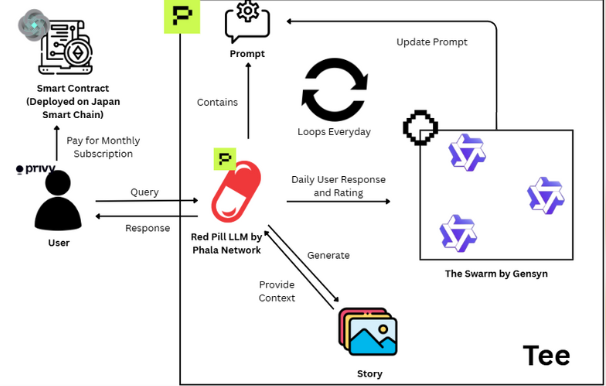 Prompt
Update Prompt
Smart Contract
(Deployed on Japan
Smart Chain)
Contains
Loops Everyday
Pay for Monthly
Subscription
privy
Query
Daily User Response
and Rating
Response
User
Red Pill LLM by
Phala Network
Generate
The Swarm by Gensyn
Provide
Context
Tee
Story